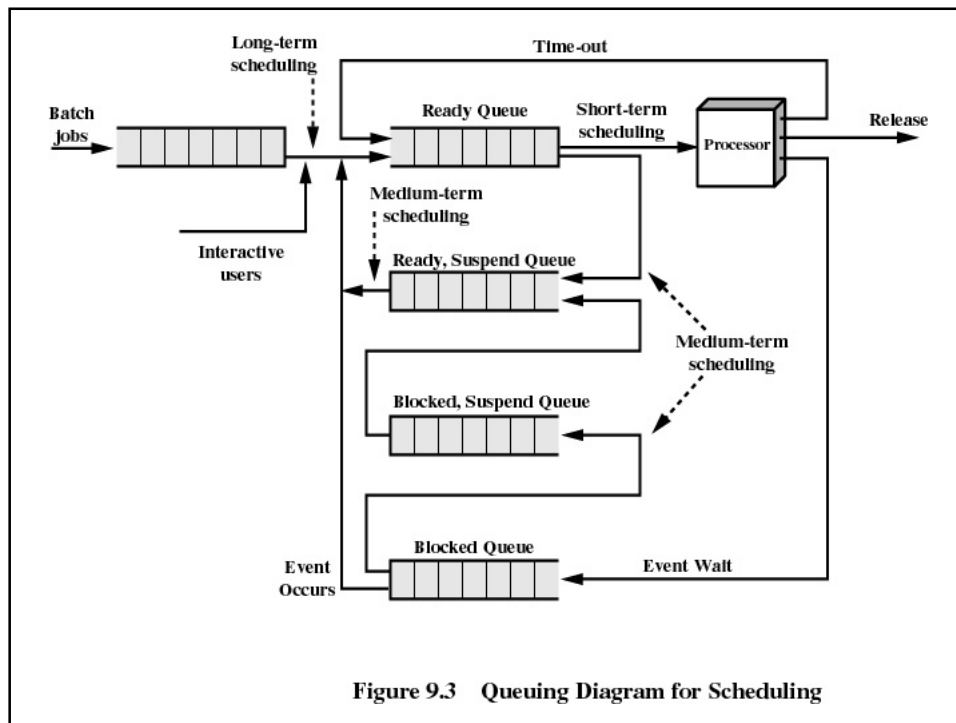 Long-term
scheduling
Time-out
Batch
jobs
Ready Queue
Short-term
scheduling
Processor
Release
Medium-term
scheduling
Interactive
users
Ready, Suspend Queue
Medium-term
scheduling
Blocked, Suspend Queue
Blocked Queue
Event
Occurs
Event Wait
Figure 9.3 Queuing Diagram for Scheduling